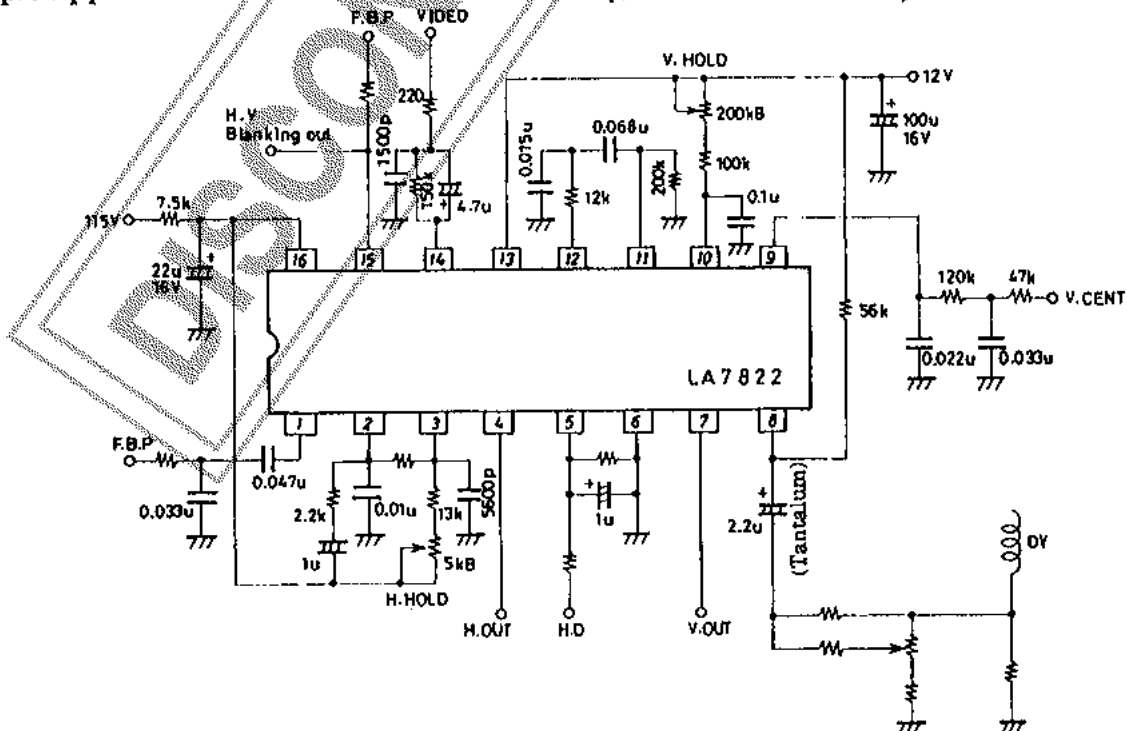 F.B.P VIDEO
V. HOLD
12V
220
200kB
100u
16V
H.V
Blanking out
1500p
150k
4.7u
0.015u
0.068u
12k
200k
100k
0.1u
115V
7.5k
22u
16V
16 15 14 13 12 11 10 9
120k 47k
V.CENT
56k
0.022u 0.033u
LA7822
1 2 3 4 5 6 7 8
F.B.P
0.047u
0.033u
2.2k
0.01u
13k
5600p
1u
5kB
1u
2.2u
(Tantalum)
DY
H.HOLD
H.OUT H.D V.OUT
DISCON